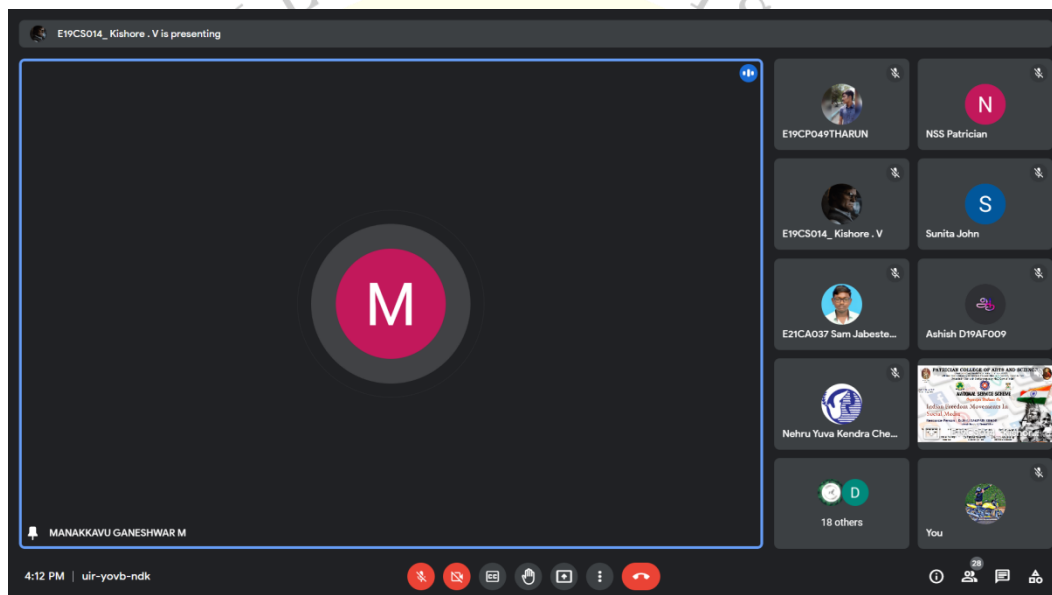 E19CS014_ Kishore . V is presenting
M
MANAKKAVU GANESHWAR M
E19CP049THARUN
N
NSS Patrician
E19CS014_ Kishore . V
S
Sunita John
E21CA037 Sam Jabeste...
Ashish D19AF009
Nehru Yuva Kendra Che...
PATRICIAN COLLEGE OF ARTS AND SCIENCE
NATIONAL SERVICE SCHEME
Indian Freedom Movements In
Social Media
D
18 others
You
4:12 PM | uir-yovb-ndk
CC
28